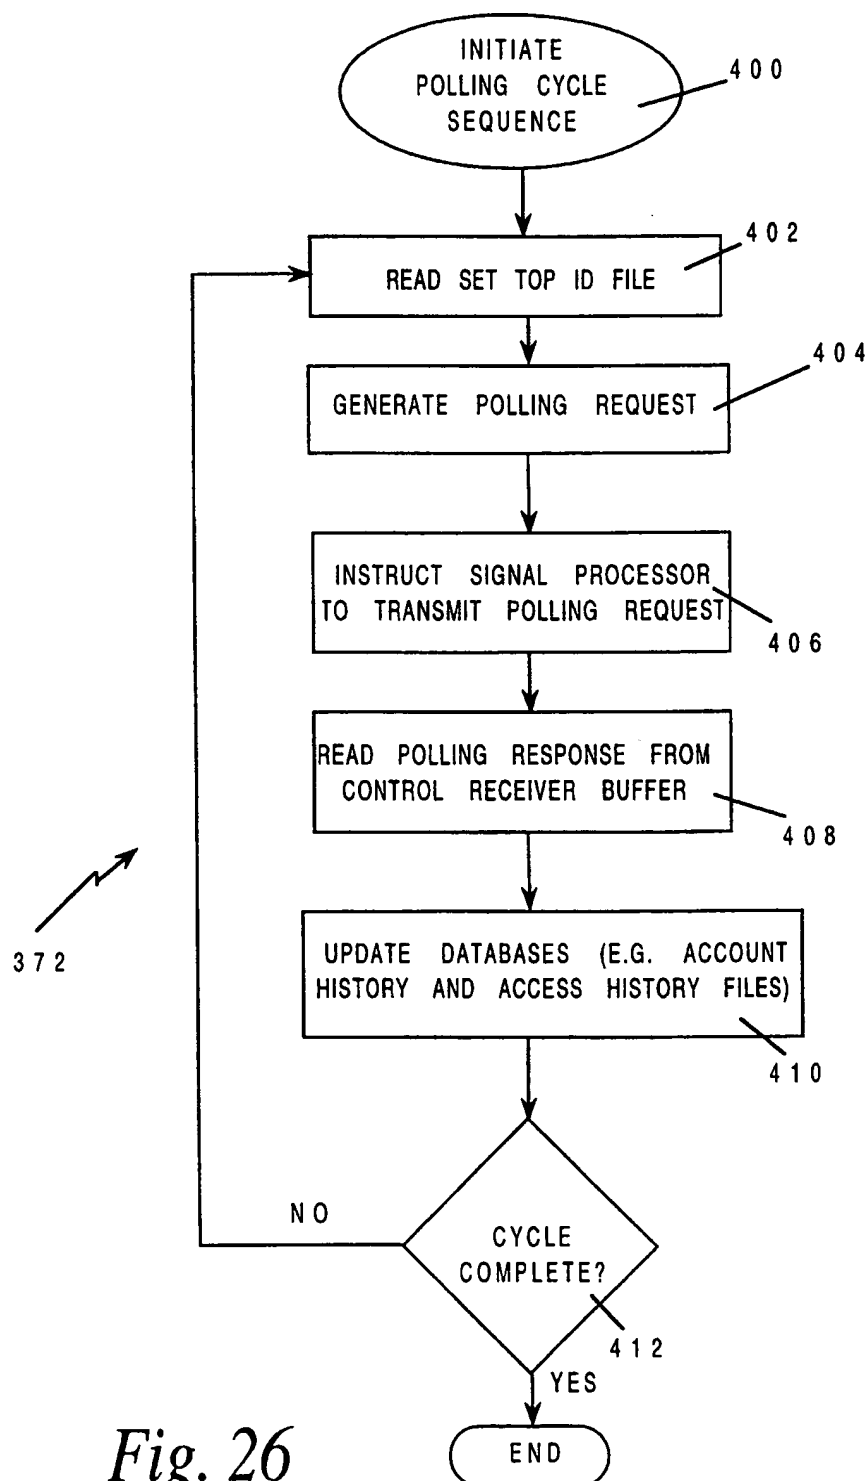 INITIATE
POLLING CYCLE
SEQUENCE
400
402
READ SET TOP ID FILE
404
GENERATE POLLING REQUEST
INSTRUCT SIGNAL PROCESSOR
TO TRANSMIT POLLING REQUEST
406
READ POLLING RESPONSE FROM
CONTROL RECEIVER BUFFER
408
372
UPDATE DATABASES (E.G. ACCOUNT
HISTORY AND ACCESS HISTORY FILES)
410
NO
CYCLE
COMPLETE?
412
YES
END
Fig. 26